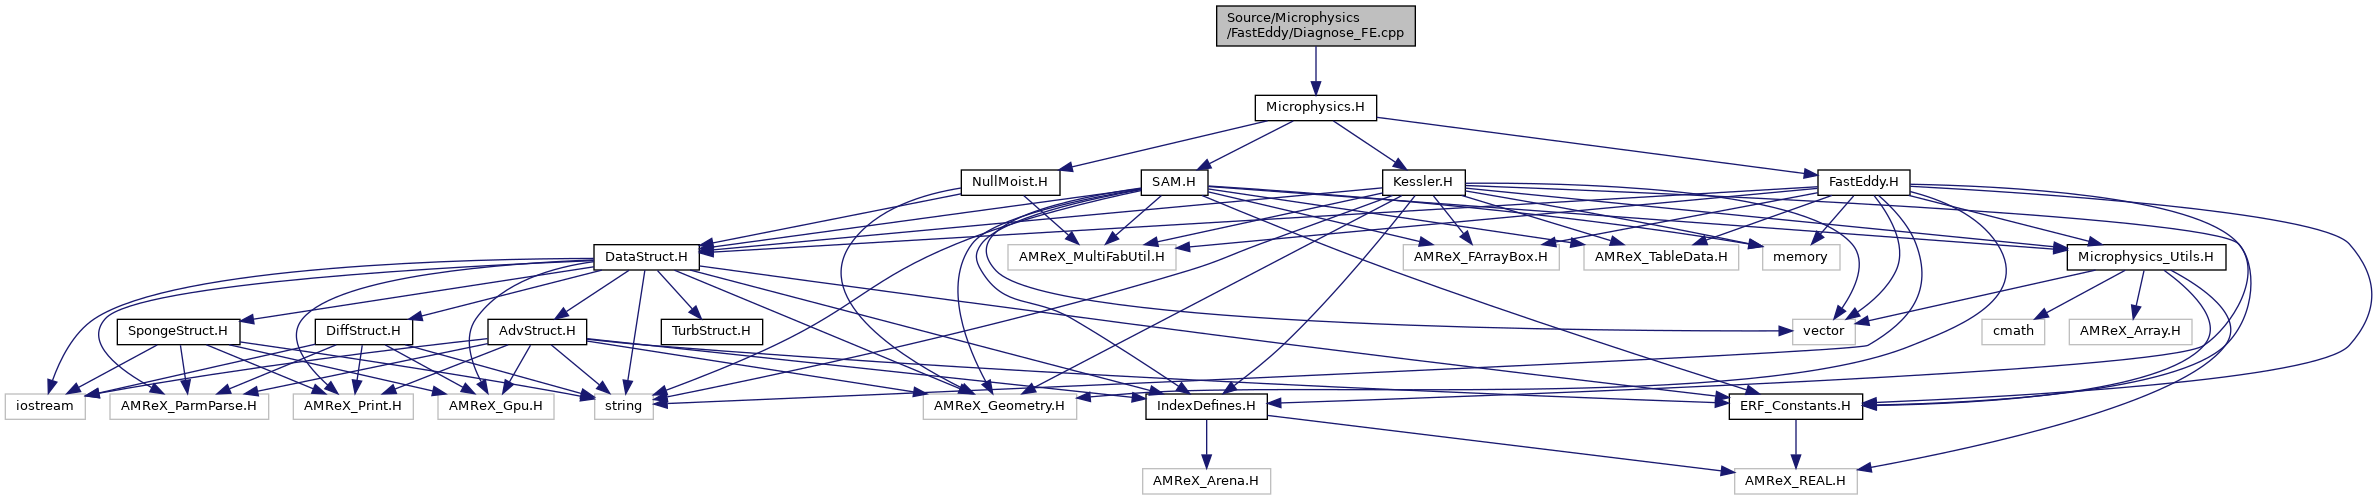 Source/Microphysics
/FastEddy/Diagnose_FE.cpp
Microphysics.H
NullMoist.H
SAM.H
Kessler.H
FastEddy.H
DataStruct.H
AMReX_MultiFabUtil.H
AMReX_FArrayBox.H
AMReX_TableData.H
memory
Microphysics_Utils.H
SpongeStruct.H
DiffStruct.H
AdvStruct.H
TurbStruct.H
vector
cmath
AMReX_Array.H
iostream
AMReX_ParmParse.H
AMReX_Print.H
AMReX_Gpu.H
string
AMReX_Geometry.H
IndexDefines.H
ERF_Constants.H
AMReX_Arena.H
AMReX_REAL.H